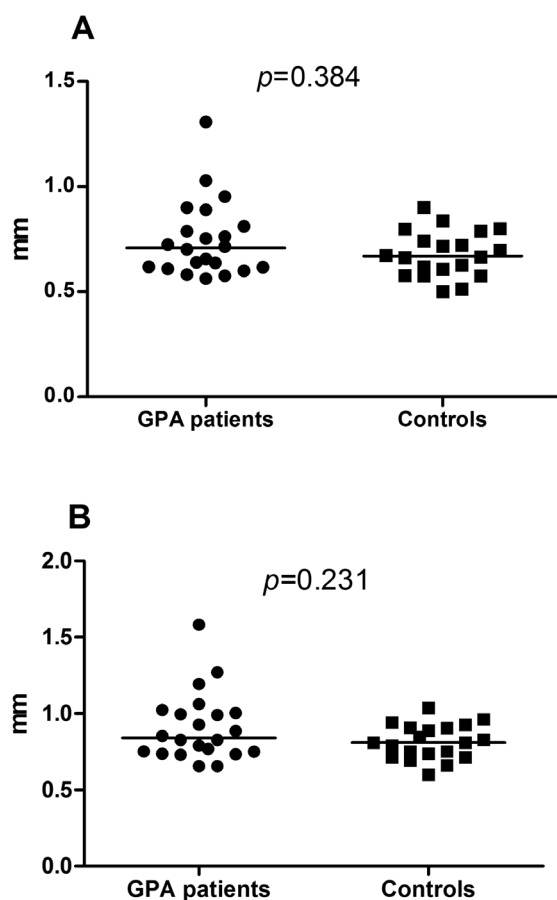 A
p=0.384
1.5
1.0
mm
0.5
0.0
GPA patients Controls
B
p=0.231
2.0
1.5
mm
1.0
0.5
0.0
GPA patients Controls